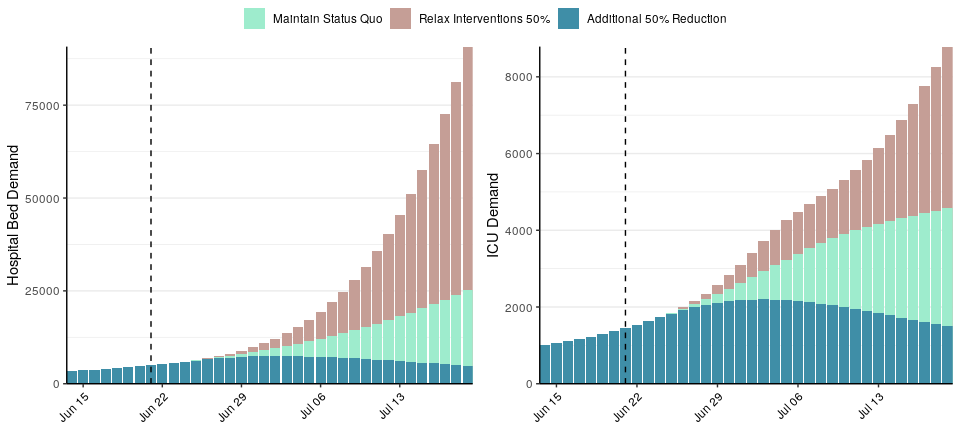 Maintain Status Quo Relax Interventions 50% Additional 50% Reduction
Hospital Bed Demand
75000
50000
25000
0
Jun 15 Jun 22 Jun 29 Jul 06 Jul 13
ICU Demand
8000
6000
4000
2000
0
Jun 15 Jun 22 Jun 29 Jul 06 Jul 13